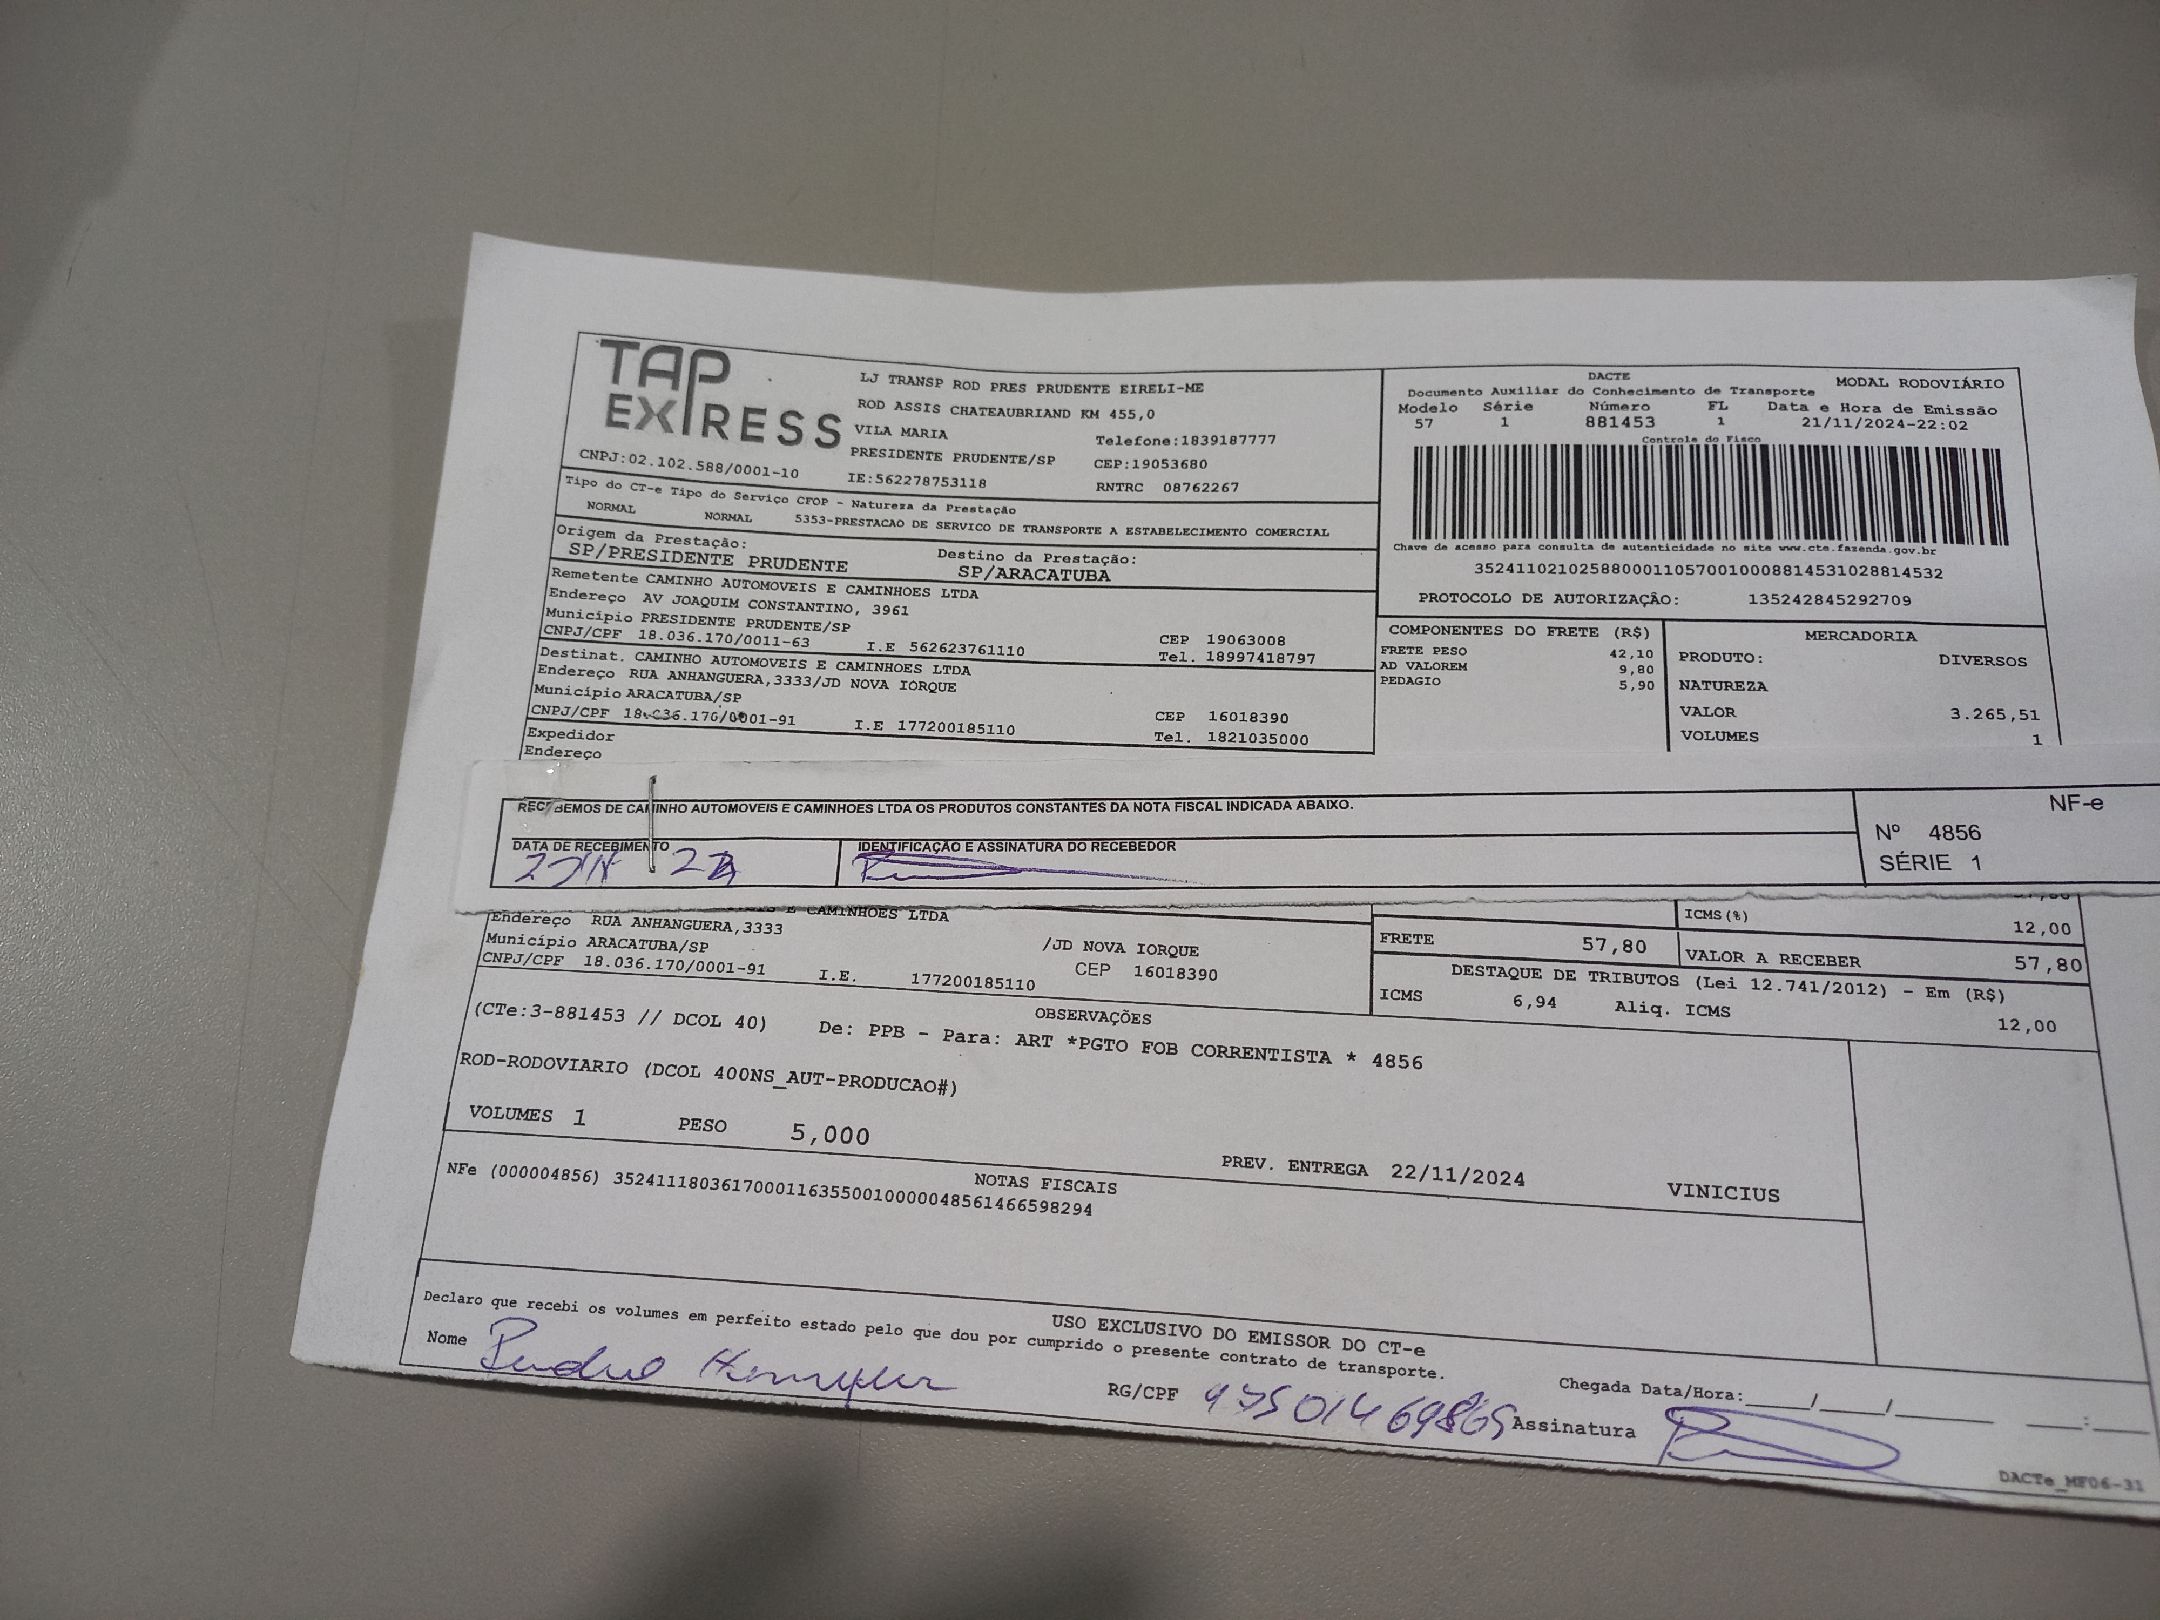 TAP
EXPRESS
CNPJ:02.102.588/0001-10
LJ TRANSP ROD PRES PRUDENTE EIRELI-ME
ROD ASSIS CHATEAUBRIAND KM 455,0
VILA MARIA Telefone:1839187777
PRESIDENTE PRUDENTE/SP CEP:19053680
IE:562278753118 RNTRC 08762267
DACTE MODAL RODOVIÁRIO
Documento Auxiliar do Conhecimento de Transporte
Modelo Série Número FL Data e Hora de Emissão
57 1 881453 1 21/11/2024-22:02
Controle do Fisco
Chave de acesso para consulta de autenticidade no site www.cte.fazenda.gov.br
35241102102588000110570010008814531028814532
PROTOCOLO DE AUTORIZAÇÃO: 135242845292709
Tipo do CT-e Tipo do Serviço CFOP - Natureza da Prestação
NORMAL NORMAL 5353-PRESTACAO DE SERVICO DE TRANSPORTE A ESTABELECIMENTO COMERCIAL
Origem da Prestação: Destino da Prestação:
SP/PRESIDENTE PRUDENTE SP/ARACATUBA
Remetente CAMINHO AUTOMOVEIS E CAMINHOES LTDA
Endereço AV JOAQUIM CONSTANTINO, 3961
Município PRESIDENTE PRUDENTE/SP CEP 19063008
CNPJ/CPF 18.036.170/0011-63 I.E 562623761110 Tel. 18997418797
Destinat. CAMINHO AUTOMOVEIS E CAMINHOES LTDA
Endereço RUA ANHANGUERA,3333/JD NOVA IORQUE
Município ARACATUBA/SP CEP 16018390
CNPJ/CPF 18.036.170/0001-91 I.E 177200185110 Tel. 1821035000
Expedidor
Endereço
COMPONENTES DO FRETE (R$)
FRETE PESO 42,10
AD VALOREM 9,80
PEDAGIO 5,90
MERCADORIA
PRODUTO: DIVERSOS
NATUREZA
VALOR 3.265,51
VOLUMES 1
RECEBEMOS DE CAMINHO AUTOMOVEIS E CAMINHOES LTDA OS PRODUTOS CONSTANTES DA NOTA FISCAL INDICADA ABAIXO.
DATA DE RECEBIMENTO IDENTIFICAÇÃO E ASSINATURA DO RECEBEDOR
NF-e
Nº 4856
SÉRIE 1
E CAMINHOES LTDA
Endereço RUA ANHANGUERA,3333 /JD NOVA IORQUE
Município ARACATUBA/SP CEP 16018390
CNPJ/CPF 18.036.170/0001-91 I.E. 177200185110
ICMS(%) 12,00
FRETE 57,80 VALOR A RECEBER 57,80
DESTAQUE DE TRIBUTOS (Lei 12.741/2012) - Em (R$)
ICMS 6,94 Aliq. ICMS 12,00
OBSERVAÇÕES
(CTe:3-881453 // DCOL 40) De: PPB - Para: ART *PGTO FOB CORRENTISTA * 4856
ROD-RODOVIARIO (DCOL 400NS_AUT-PRODUCAO#)
VOLUMES 1 PESO 5,000 PREV. ENTREGA 22/11/2024 VINICIUS
NOTAS FISCAIS
NFe (000004856) 35241118036170001163550010000048561466598294
USO EXCLUSIVO DO EMISSOR DO CT-e
Declaro que recebi os volumes em perfeito estado pelo que dou por cumprido o presente contrato de transporte.
Nome RG/CPF Assinatura
Chegada Data/Hora:____/____/______ ___:___
DACTe_MF06-31